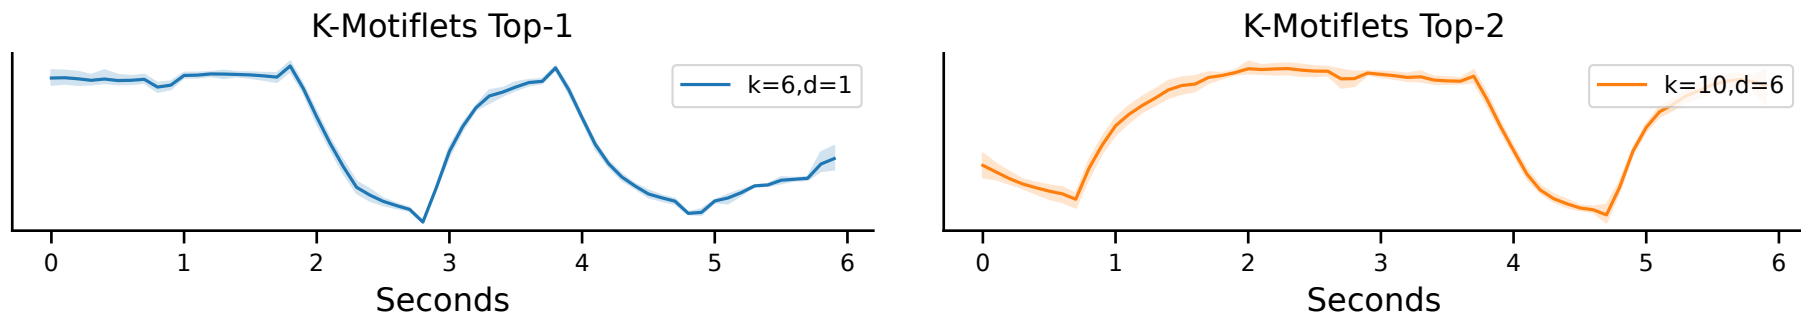 K-Motiflets Top-1
k=6,d=1
0 1 2 3 4 5 6
Seconds
K-Motiflets Top-2
k=10,d=6
0 1 2 3 4 5 6
Seconds